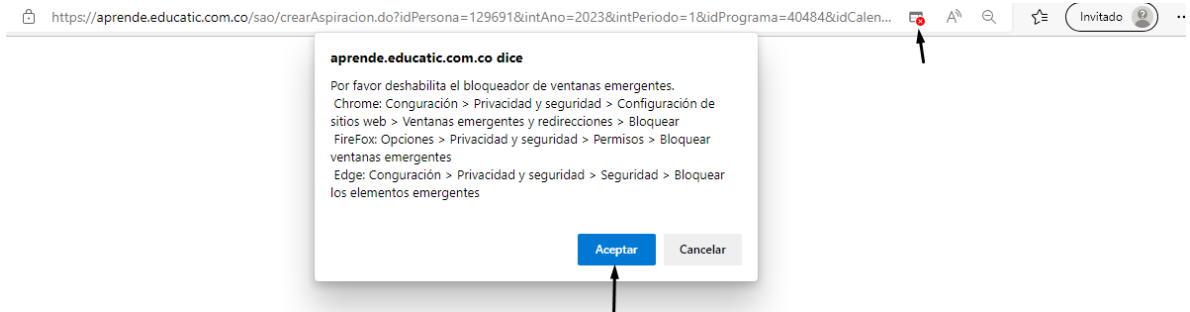 https://aprende.educatic.com.co/sao/crearAspiracion.do?idPersona=129691&intAno=2023&intPeriodo=1&idPrograma=40484&idCalen...
Invitado
aprende.educatic.com.co dice
Por favor deshabilita el bloqueador de ventanas emergentes.
Chrome: Conguración > Privacidad y seguridad > Configuración de
sitios web > Ventanas emergentes y redirecciones > Bloquear
FireFox: Opciones > Privacidad y seguridad > Permisos > Bloquear
ventanas emergentes
Edge: Conguración > Privacidad y seguridad > Seguridad > Bloquear
los elementos emergentes
Aceptar
Cancelar